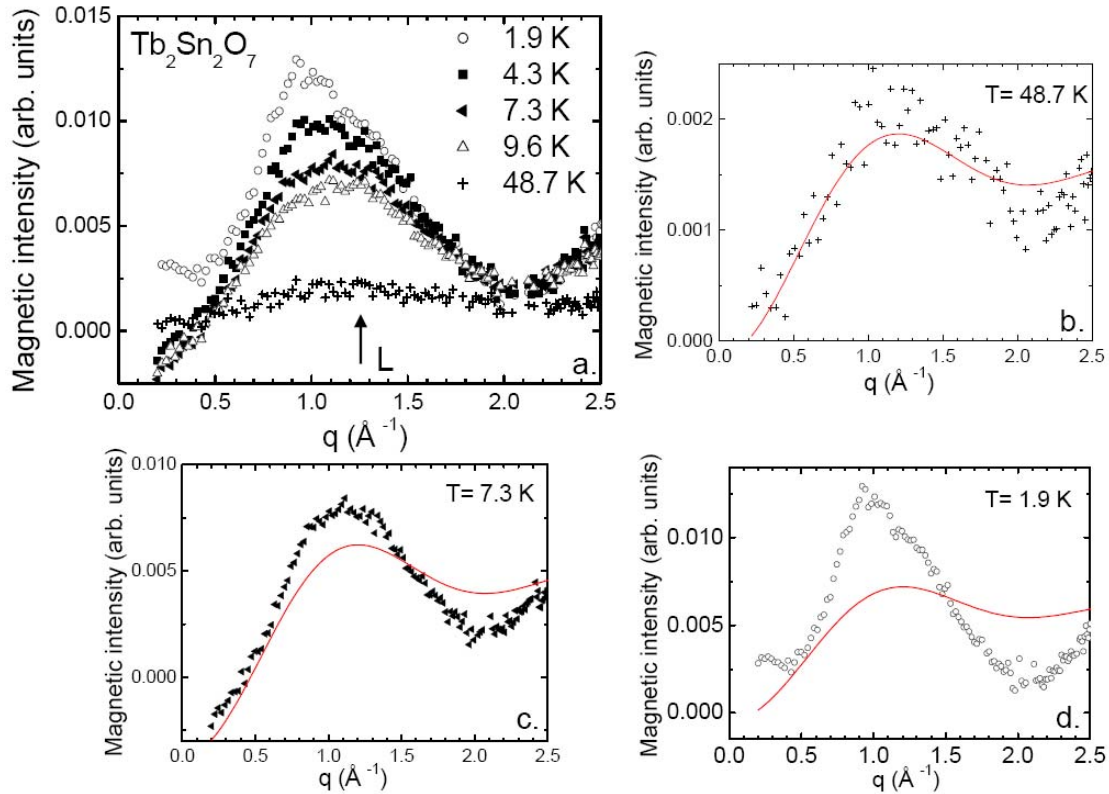 Magnetic intensity (arb. units)
0.015
0.010
0.005
0.000
Tb2Sn2O7
1.9 K
4.3 K
7.3 K
9.6 K
48.7 K
L
a.
0.0 0.5 1.0 1.5 2.0 2.5
q (Å⁻¹)
Magnetic intensity (arb. units)
0.002
0.001
0.000
T= 48.7 K
b.
0.0 0.5 1.0 1.5 2.0 2.5
q (Å⁻¹)
Magnetic intensity (arb. units)
0.010
0.005
0.000
T= 7.3 K
c.
0.0 0.5 1.0 1.5 2.0 2.5
q (Å⁻¹)
Magnetic intensity (arb. units)
0.010
0.005
0.000
T= 1.9 K
d.
0.0 0.5 1.0 1.5 2.0 2.5
q (Å⁻¹)